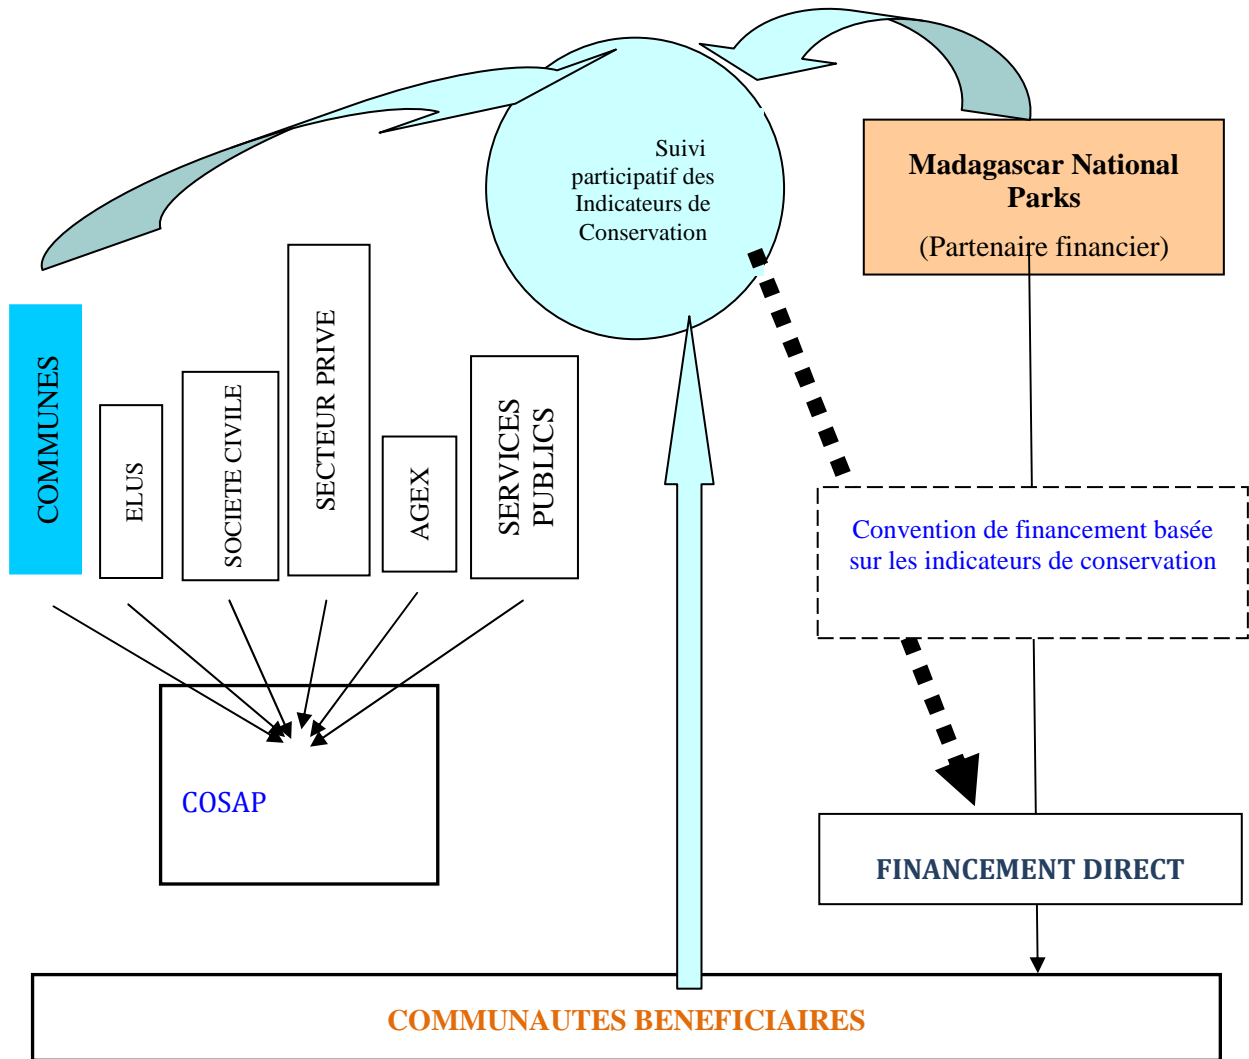 Suivi
participatif des
Indicateurs de
Conservation
Madagascar National
Parks
(Partenaire financier)
COMMUNES
ELUS
SOCIETE CIVILE
SECTEUR PRIVE
AGEX
SERVICES
PUBLICS
Convention de financement basée
sur les indicateurs de conservation
COSAP
FINANCEMENT DIRECT
COMMUNAUTES BENEFICIAIRES